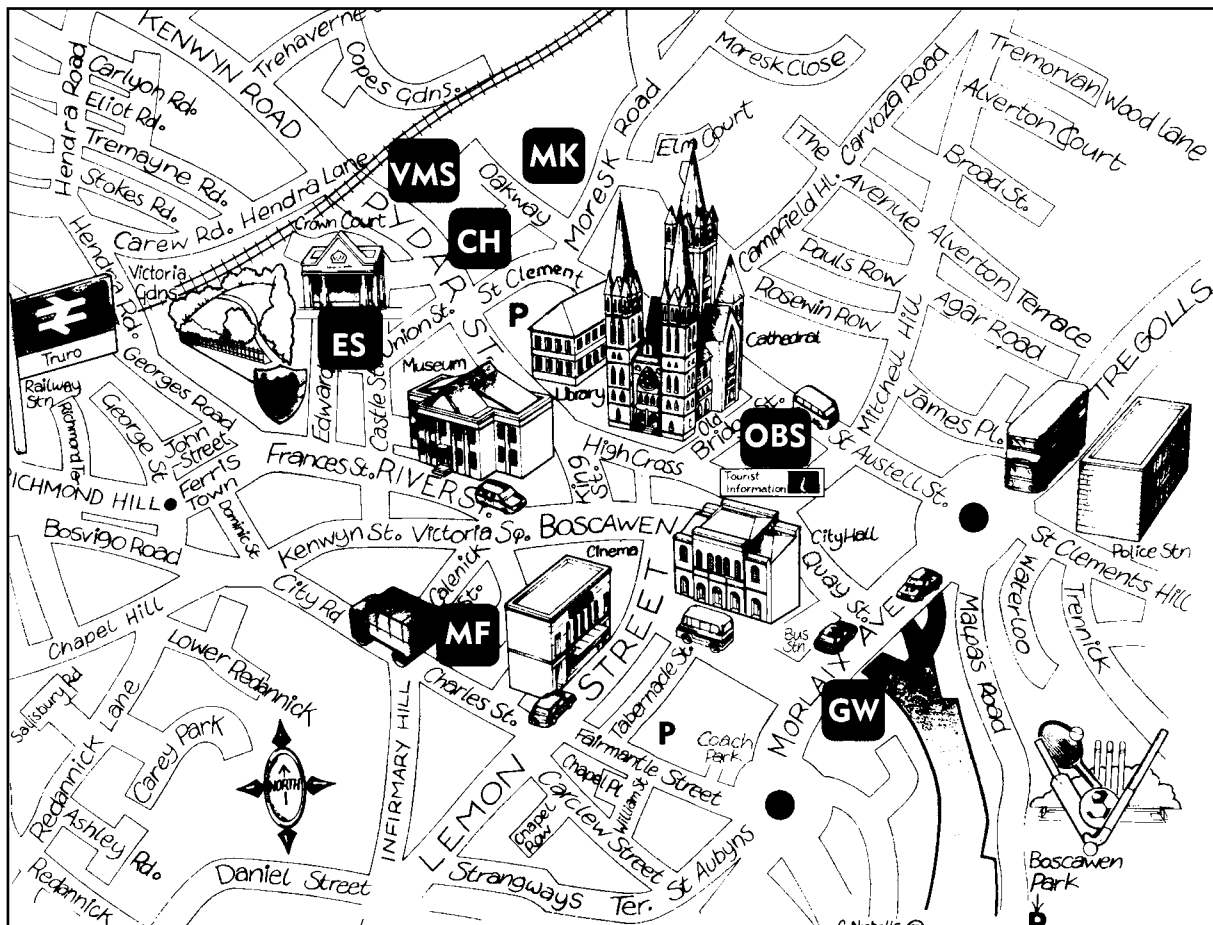 KENWYN ROAD
Trehaverne
Copes Gdns.
Moresk Close
Tremorvan Wood Lane
Hendra Road
Carlyon Rd.
Eliot Rd.
Tremayne Rd.
Stokes Rd.
MORESK Road
Elm Court
Carvoza Road
Alverton Court
Broad St.
The Avenue
VMS
MK
Oakway
CH
Carew Rd.
Hendra Lane
PYDAR ST
Crown Court
Campfield Hl.
Alverton Terrace
Pauls Row
Rosewin Row
Agar Road
TREGOLLS
Hendra Rd.
Victoria Gdns
St Clement
Union St.
P
ES
Cathedral
Mitchell Hill
Truro
Railway Stn
Museum
Library
James Pl.
Georges Road
Richmond
George St
John Street
Ferris Town
Edward
Castle St
Old Bridge
OBS
St Austell St.
Frances St.
RIVER ST.
King St.
High Cross
Tourist Information i
RICHMOND HILL
Bosvigo Road
Dominic St
Kenwyn St.
Victoria Sq.
BOSCAWEN
STREET
City Hall
Quay St.
Police Stn
St Clements Hill
Waterloo
Trennick
Cinema
Calenick St.
City Rd
MF
Chapel Hill
Lower Redannick
Bus Stn
MORLAIX AVE
Malpas Road
Salisbury Rd
Redannick Lane
Carey Park
Charles St.
Tabernacle St.
GW
P
Coach Park
Fairmantle Street
NORTH
INFIRMARY HILL
LEMON
Chapel Pl
William St
Chapel Row
Carclew Street
Ashley Rd.
Redannick
Daniel Street
Strangways Ter.
St Aubyns
Boscawen Park
P